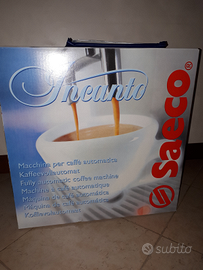 Incanto
Macchina per caffè automatica
Kaffeevollautomat
Fully automatic coffee machine
Machine à café automatique
Saeco®
subito